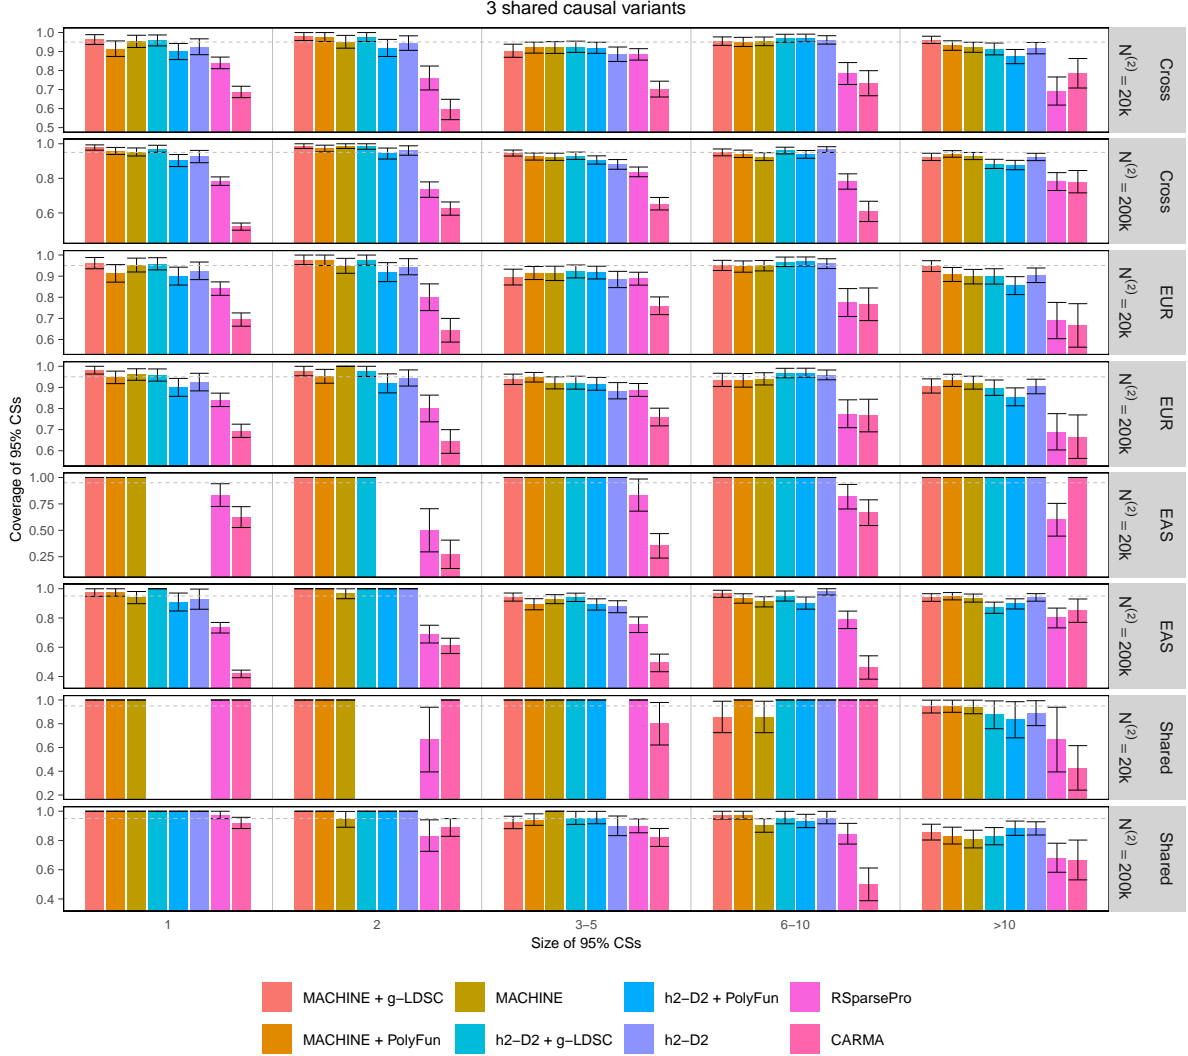 3 shared causal variants
Coverage of 95% CSs
1.0
0.9
0.8
0.7
0.6
0.5
N(2) = 20k
Cross
1.0
0.8
0.6
N(2) = 200k
Cross
1.0
0.9
0.8
0.7
0.6
N(2) = 20k
EUR
1.0
0.9
0.8
0.7
0.6
N(2) = 200k
EUR
1.00
0.75
0.50
0.25
N(2) = 20k
EAS
1.0
0.8
0.6
0.4
N(2) = 200k
EAS
1.0
0.8
0.6
0.4
0.2
N(2) = 20k
Shared
1.0
0.8
0.6
0.4
N(2) = 200k
Shared
1 2 3−5 6−10 >10
Size of 95% CSs
MACHINE + g−LDSC MACHINE h2−D2 + PolyFun RSparsePro
MACHINE + PolyFun h2−D2 + g−LDSC h2−D2 CARMA